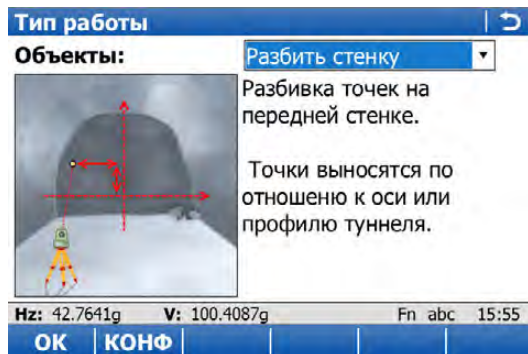 Тип работы
Объекты: Разбить стенку
Разбивка точек на
передней стенке.
Точки выносятся по
отношеню к оси или
профилю туннеля.
Hz: 42.7641g V: 100.4087g Fn abc 15:55
OK КОНФ